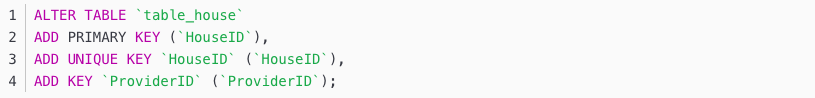 1 ALTER TABLE `table_house`
2 ADD PRIMARY KEY (`HouseID`),
3 ADD UNIQUE KEY `HouseID` (`HouseID`),
4 ADD KEY `ProviderID` (`ProviderID`);